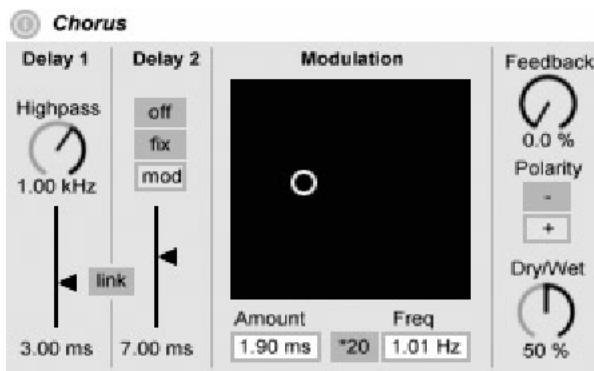 Chorus
Delay 1
Highpass
1.00 kHz
3.00 ms
link
Delay 2
off
fix
mod
7.00 ms
Modulation
Amount
1.90 ms
*20
Freq
1.01 Hz
Feedback
0.0 %
Polarity
-
+
Dry/Wet
50 %